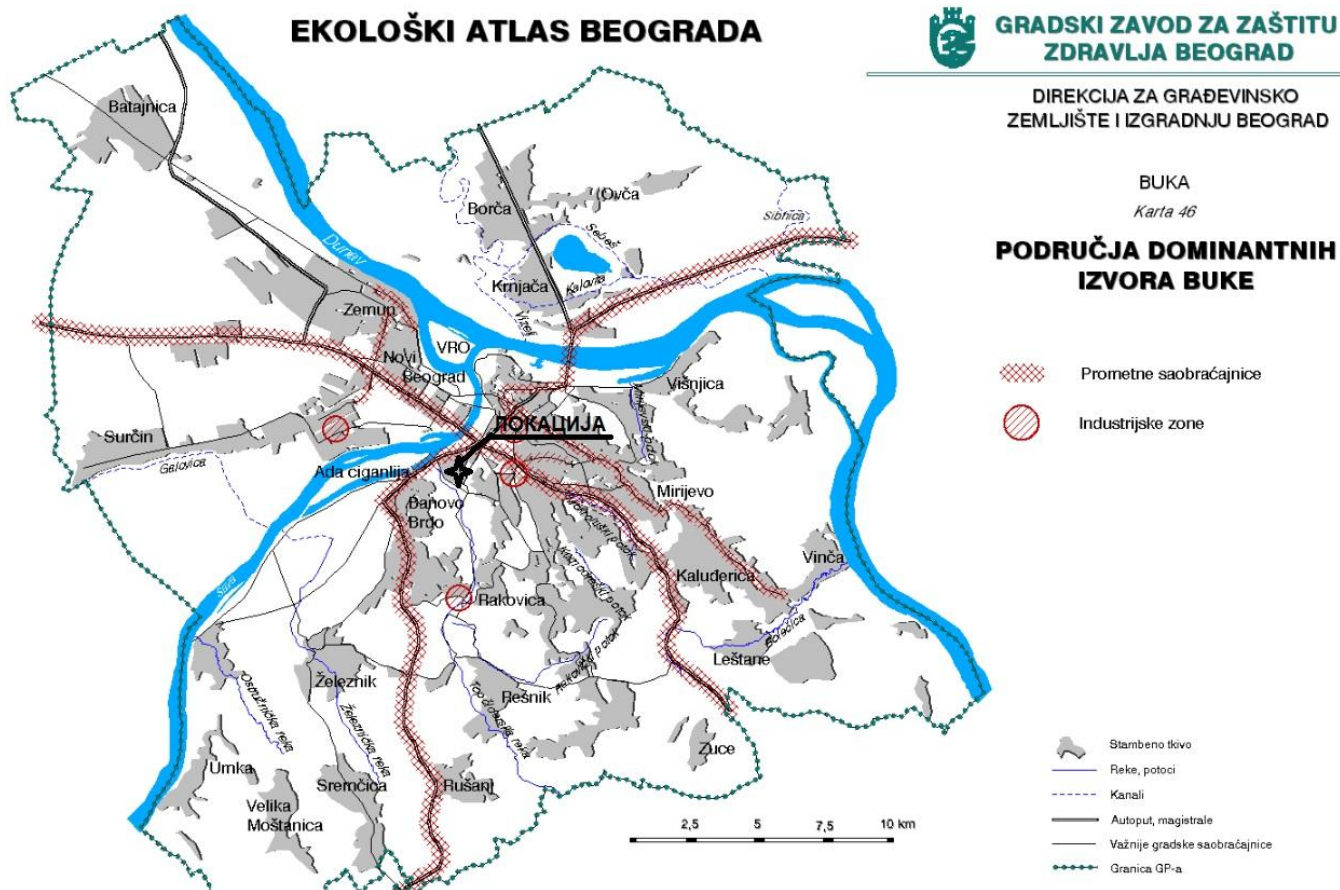 EKOLOŠKI ATLAS BEOGRADA
GRADSKI ZAVOD ZA ZAŠTITU
ZDRAVLJA BEOGRAD
DIREKCIJA ZA GRAĐEVINSKO
ZEMLJIŠTE I IZGRADNJU BEOGRAD
BUKA
Karta 46
PODRUČJA DOMINANTNIH
IZVORA BUKE
Prometne saobraćajnice
Industrijske zone
Batajnica
Dunav
Borča
Ovča
Sibnica
Sebeš
Krnjača
Kalovita
Vizelj
Zemun
VRO
Novi
Beograd
Višnjica
ЛОКАЦИЈА
Surčin
Galovica
Ada ciganlija
Mirijevo
Banovo
Brdo
Kaluđerica
Vinča
Rakovica
Sava
Bolečica
Leštane
Železnik
Ostružnička reka
Železnička reka
Topčiderska reka
Rešnik
Zuce
Umka
Sremčica
Rušanj
Velika
Moštanica
2,5 5 7,5 10 km
Stambeno tkivo
Reke, potoci
Kanali
Autoput, magistrale
Važnije gradske saobraćajnice
Granica GP-a